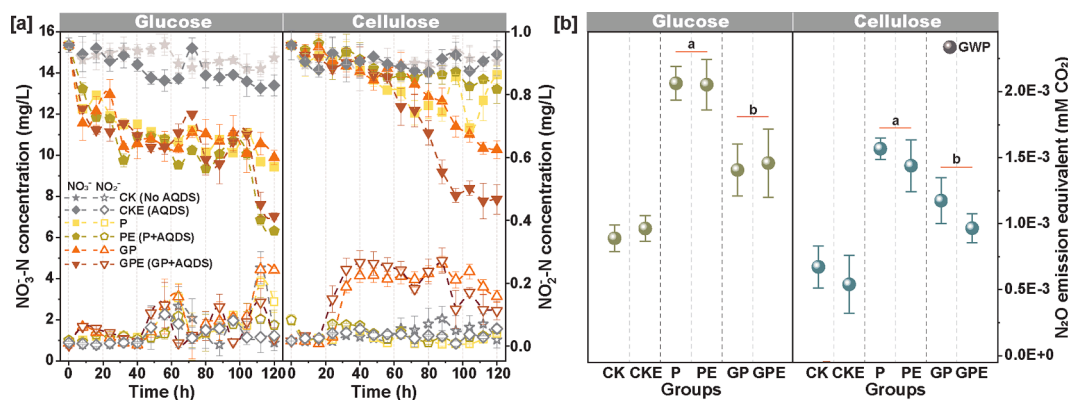 [a]
Glucose
Cellulose
NO₃⁻-N concentration (mg/L)
16
14
12
10
8
6
4
2
0
NO₃⁻ NO₂⁻
CK (No AQDS)
CKE (AQDS)
P
PE (P+AQDS)
GP
GPE (GP+AQDS)
0 20 40 60 80 100 120
0 20 40 60 80 100 120
Time (h)
Time (h)
1.0
0.8
0.6
0.4
0.2
0.0
NO₂⁻-N concentration (mg/L)
[b]
Glucose
Cellulose
GWP
a
b
a
b
CK CKE P PE GP GPE
CK CKE P PE GP GPE
Groups
Groups
2.0E-3
1.5E-3
1.0E-3
0.5E-3
0.0E+0
N₂O emission equivalent (mM CO₂)